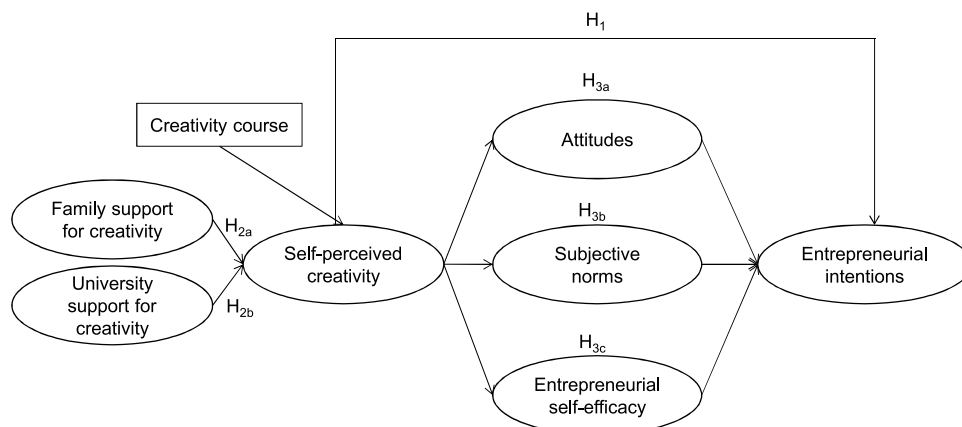 H1
H3a
Creativity course
Attitudes
Family support
for creativity
H2a
H3b
Self-perceived
creativity
Subjective
norms
Entrepreneurial
intentions
University
support for
creativity
H2b
H3c
Entrepreneurial
self-efficacy